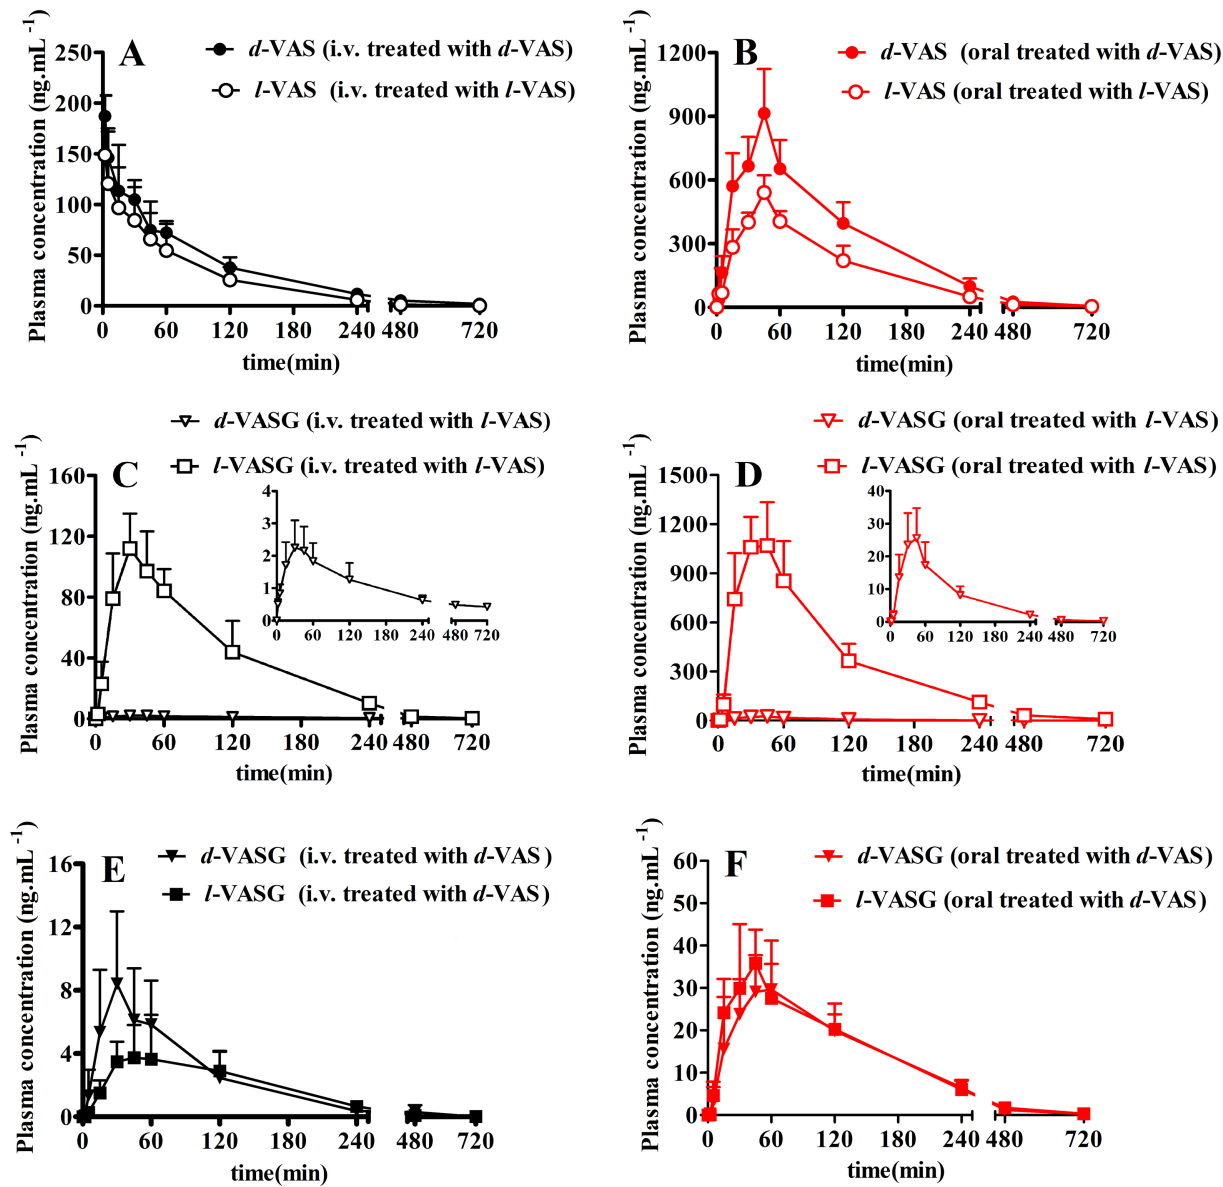 A
d-VAS (i.v. treated with d-VAS)
l-VAS (i.v. treated with l-VAS)
Plasma concentration (ng.mL -1)
250
200
150
100
50
0
0 60 120 180 240 480 720
time(min)
B
d-VAS (oral treated with d-VAS)
l-VAS (oral treated with l-VAS)
Plasma concentration (ng.mL -1)
1200
900
600
300
0
0 60 120 180 240 480 720
time(min)
C
d-VASG (i.v. treated with l-VAS)
l-VASG (i.v. treated with l-VAS)
Plasma concentration (ng.mL -1)
160
120
80
40
0
0 60 120 180 240 480 720
time(min)
4
3
2
1
0
0 60 120 180 240 480 720
D
d-VASG (oral treated with l-VAS)
l-VASG (oral treated with l-VAS)
Plasma concentration (ng.mL -1)
1500
1200
900
600
300
0
0 60 120 180 240 480 720
time(min)
40
30
20
10
0
0 60 120 180 240 480 720
E
d-VASG (i.v. treated with d-VAS)
l-VASG (i.v. treated with d-VAS)
Plasma concentration (ng.mL -1)
16
12
8
4
0
0 60 120 180 240 480 720
time(min)
F
d-VASG (oral treated with d-VAS)
l-VASG (oral treated with d-VAS)
Plasma concentration (ng.mL -1)
60
50
40
30
20
10
0
0 60 120 180 240 480 720
time(min)